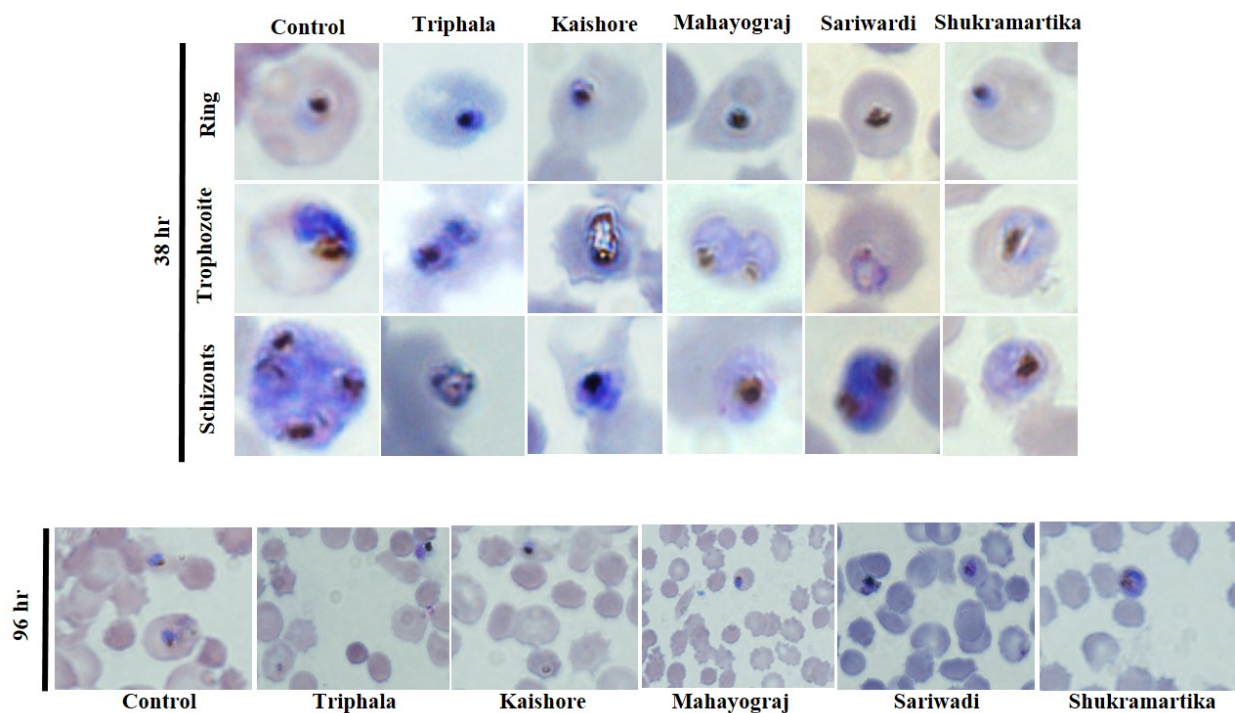 Control Triphala Kaishore Mahayograj Sariwardi Shukramartika
38 hr
Ring
Trophozoite
Schizonts
96 hr
Control Triphala Kaishore Mahayograj Sariwadi Shukramartika